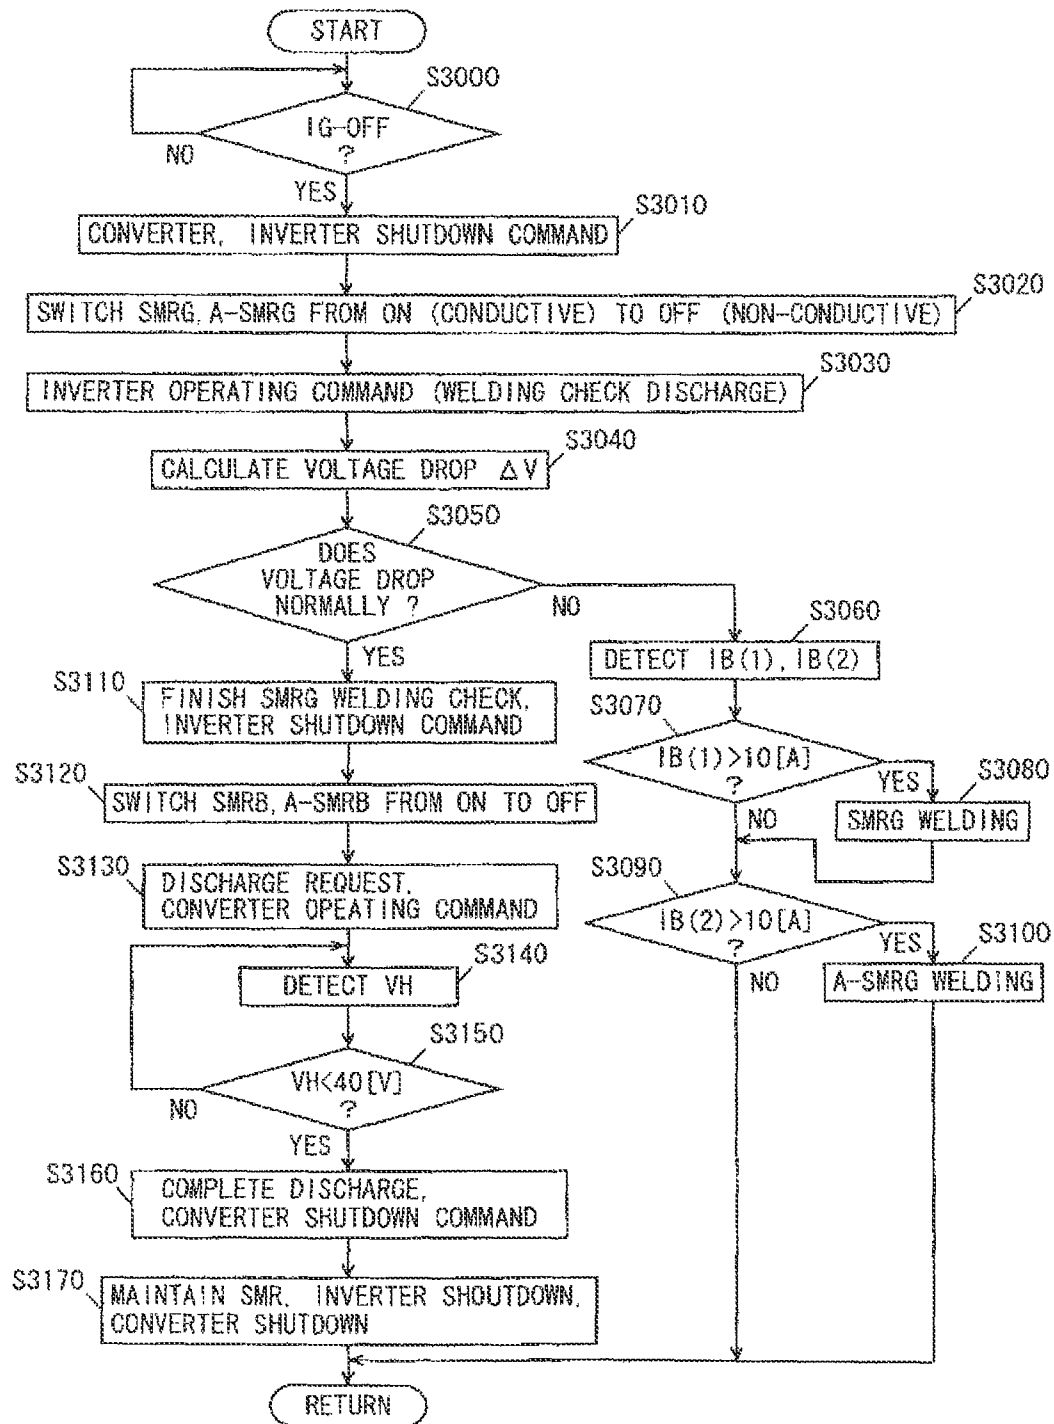 START
S3000
IG-OFF
?
NO
YES
S3010
CONVERTER, INVERTER SHUTDOWN COMMAND
S3020
SWITCH SMRG, A-SMRG FROM ON (CONDUCTIVE) TO OFF (NON-CONDUCTIVE)
S3030
INVERTER OPERATING COMMAND (WELDING CHECK DISCHARGE)
S3040
CALCULATE VOLTAGE DROP ΔV
S3050
DOES
VOLTAGE DROP
NORMALLY ?
NO
YES
S3060
DETECT IB(1), IB(2)
S3070
IB(1)>10[A]
?
YES
NO
S3080
SMRG WELDING
S3090
IB(2)>10[A]
?
YES
NO
S3100
A-SMRG WELDING
S3110
FINISH SMRG WELDING CHECK,
INVERTER SHUTDOWN COMMAND
S3120
SWITCH SMRB, A-SMRB FROM ON TO OFF
S3130
DISCHARGE REQUEST,
CONVERTER OPEATING COMMAND
S3140
DETECT VH
S3150
VH<40[V]
?
NO
YES
S3160
COMPLETE DISCHARGE,
CONVERTER SHUTDOWN COMMAND
S3170
MAINTAIN SMR, INVERTER SHOUTDOWN,
CONVERTER SHUTDOWN
RETURN